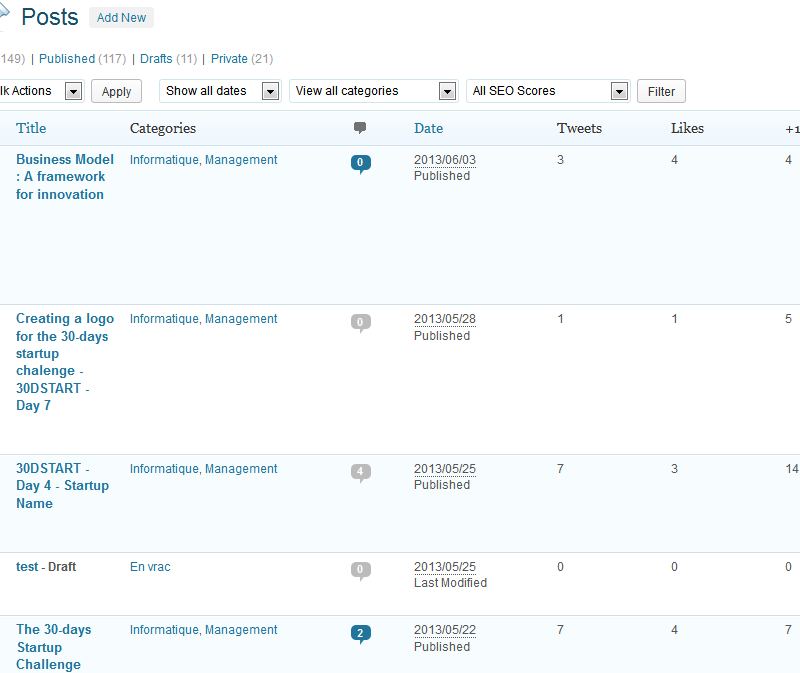 Posts Add New
149) | Published (117) | Drafts (11) | Private (21)
lk Actions Apply Show all dates View all categories All SEO Scores Filter
Title Categories Date Tweets Likes +1
Business Model Informatique, Management 0 2013/06/03 3 4 4
: A framework Published
for innovation
Creating a logo Informatique, Management 0 2013/05/28 1 1 5
for the 30-days Published
startup
chalenge -
30DSTART -
Day 7
30DSTART - Informatique, Management 4 2013/05/25 7 3 14
Day 4 - Startup Published
Name
test - Draft En vrac 0 2013/05/25 0 0 0
Last Modified
The 30-days Informatique, Management 2 2013/05/22 7 4 7
Startup Published
Challenge